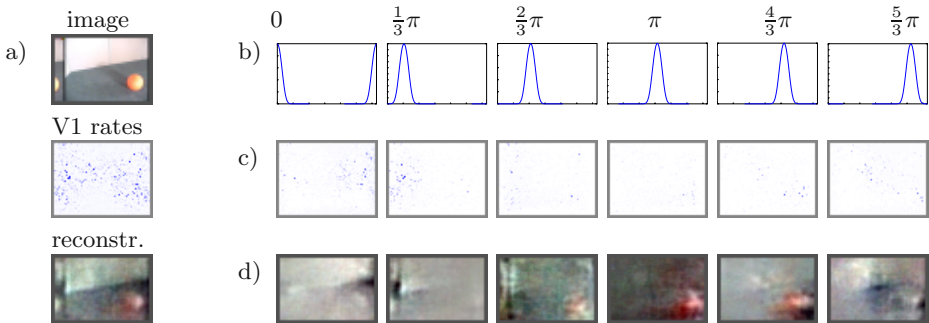 image 0 1/3π 2/3π π 4/3π 5/3π
a) b)
V1 rates
c)
reconstr.
d)